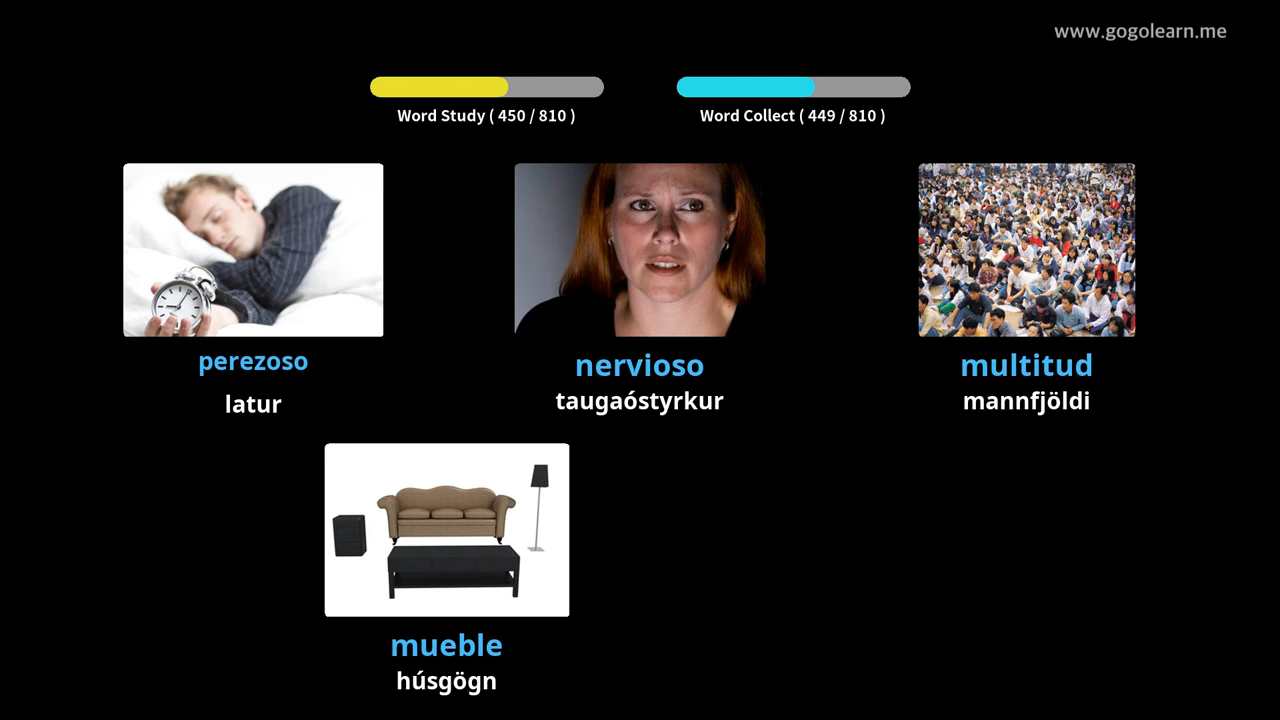 www.gogolearn.me
Word Study ( 450 / 810 )
Word Collect ( 449 / 810 )
perezoso
latur
nervioso
taugaóstyrkur
multitud
mannfjöldi
mueble
húsgögn